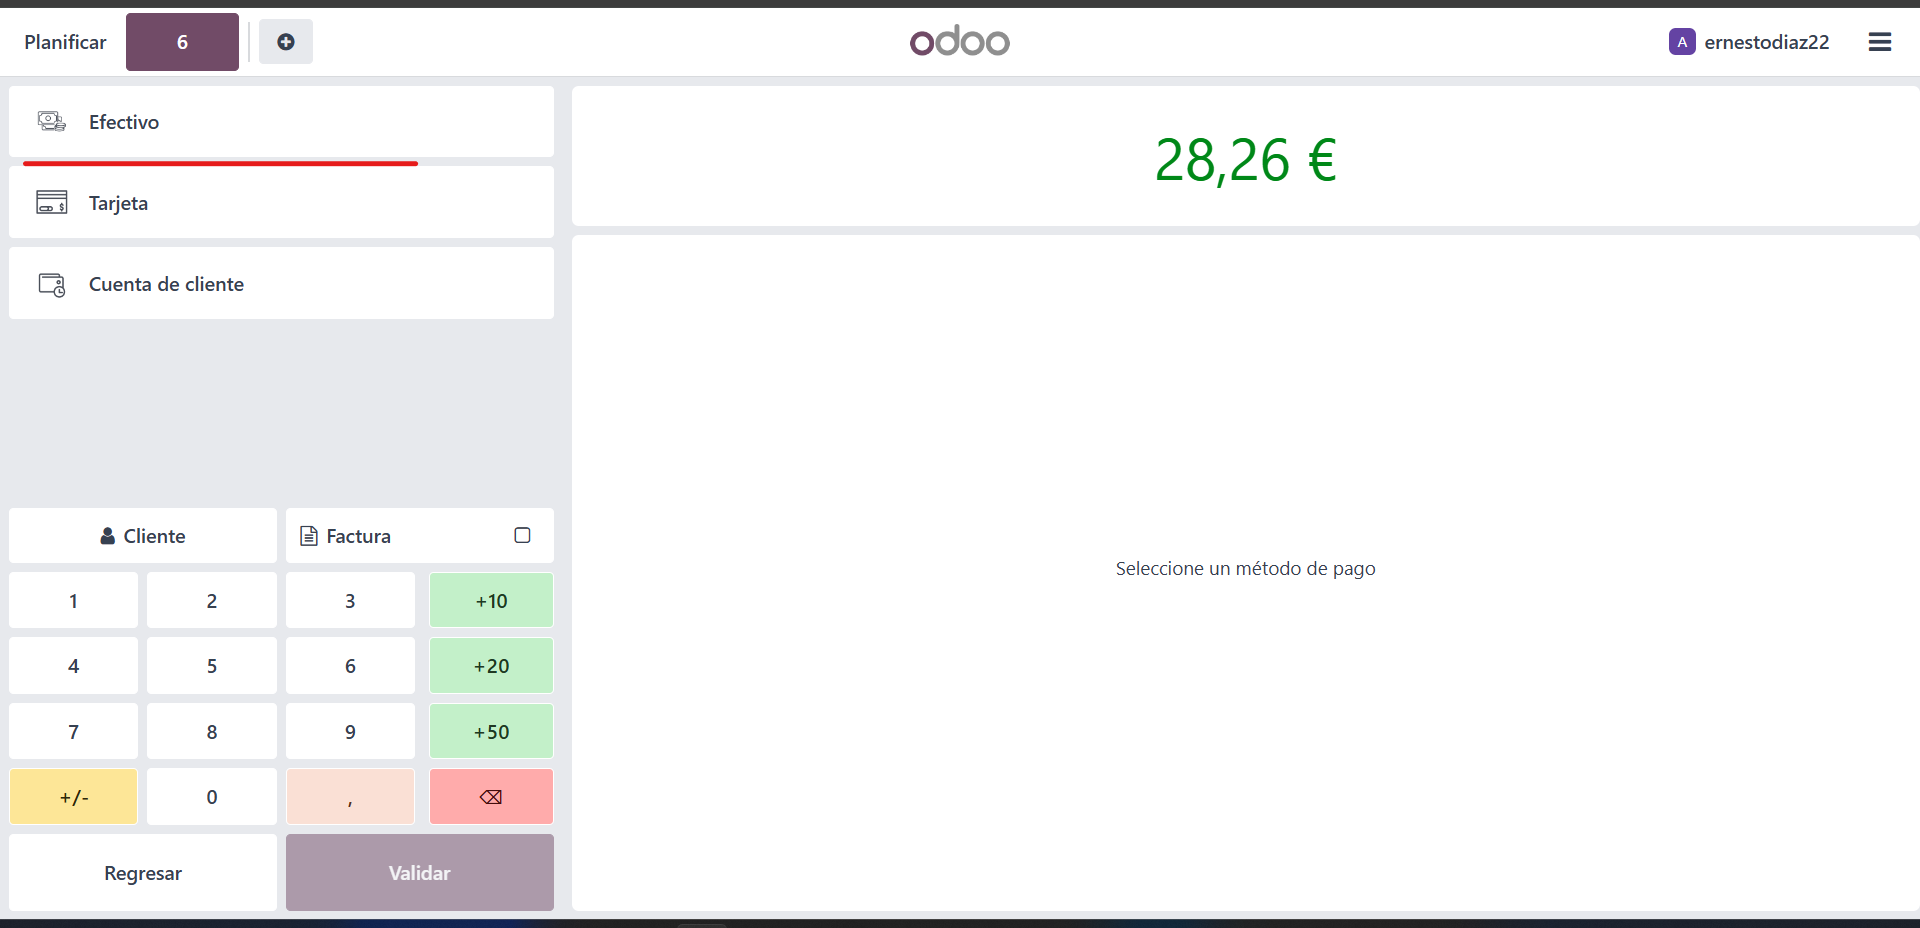 Planificar 6 odoo A ernestodiaz22
Efectivo
28,26 €
Tarjeta
Cuenta de cliente
Seleccione un método de pago
Cliente Factura
1 2 3 +10
4 5 6 +20
7 8 9 +50
+/- 0 ,
Regresar Validar